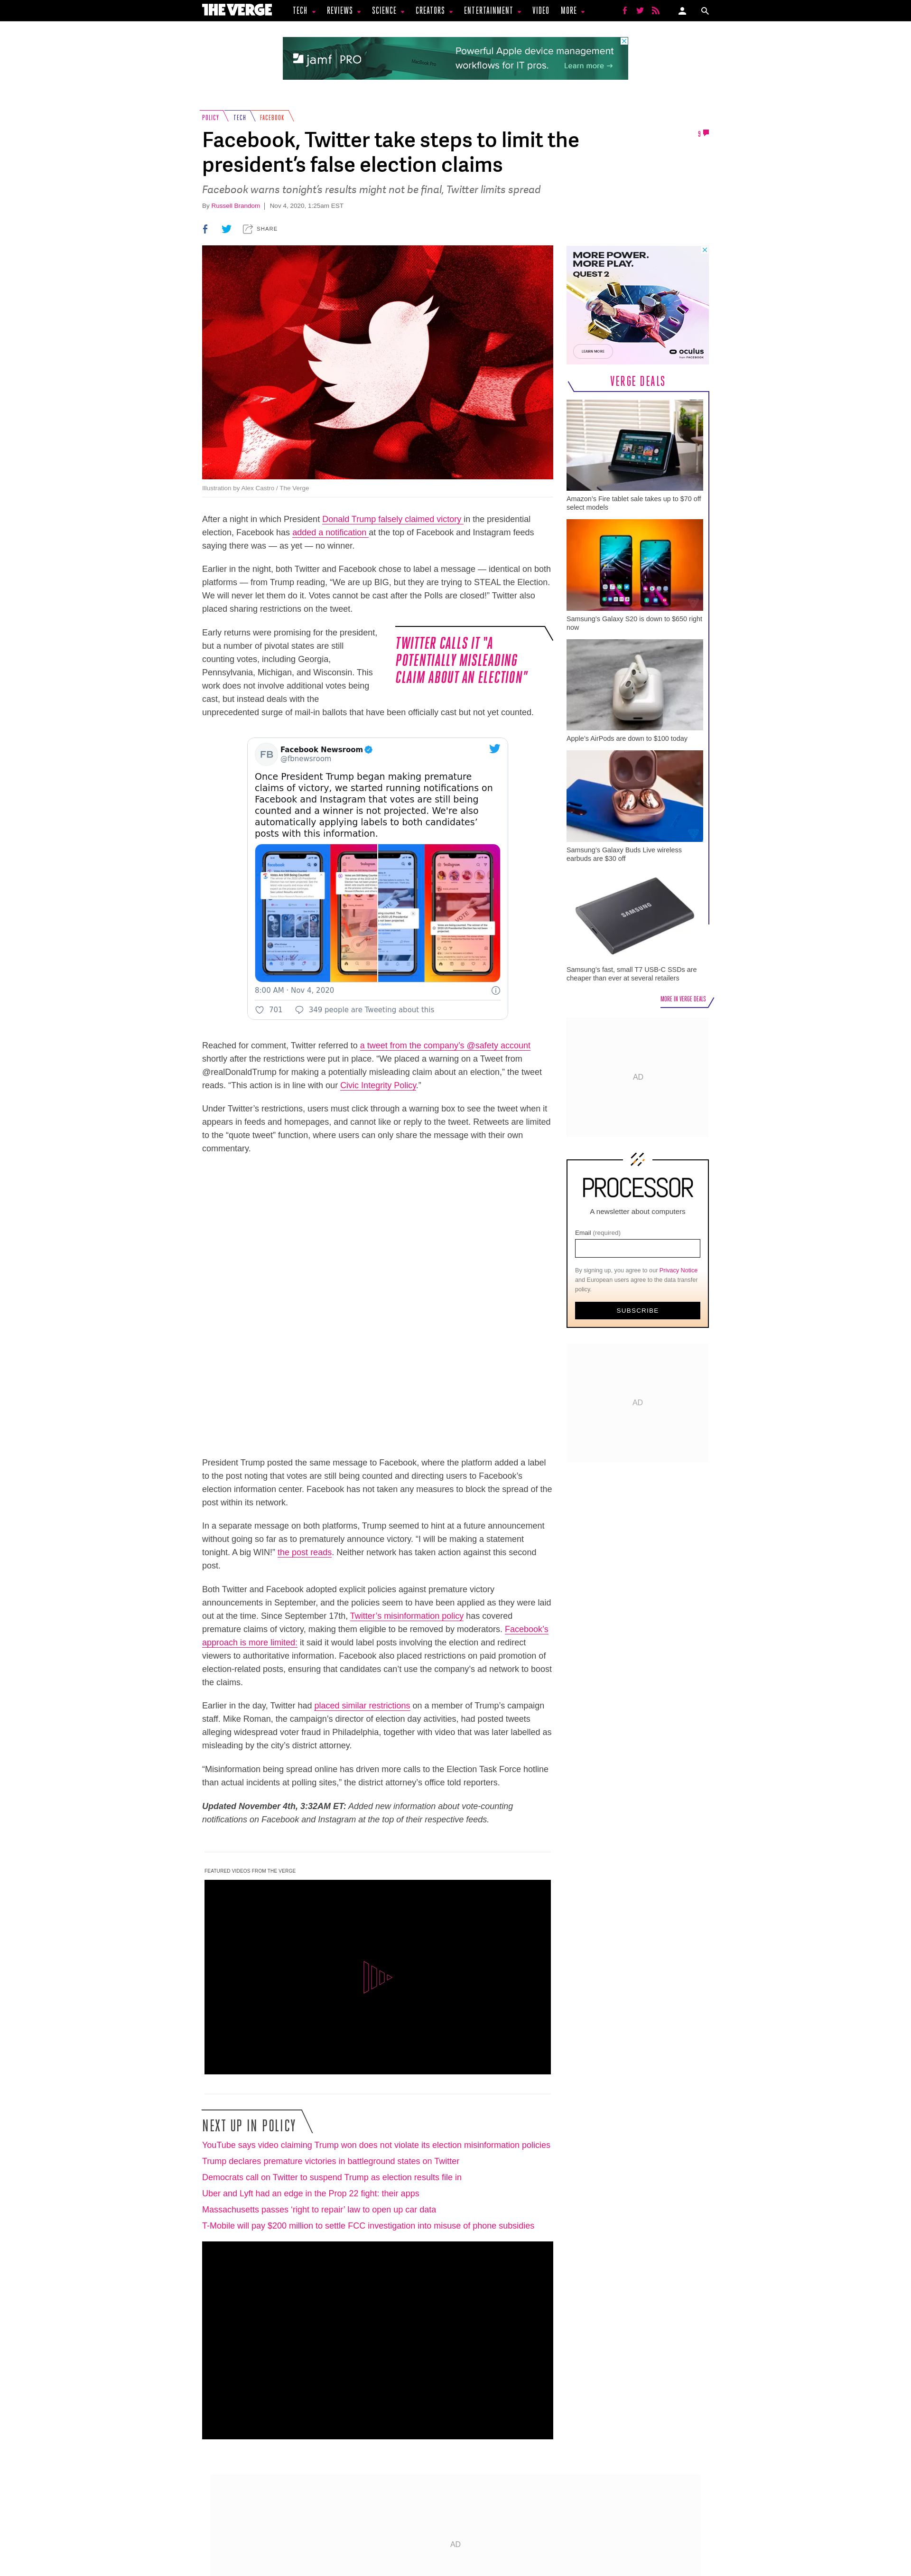 THE VERGE
TECH REVIEWS SCIENCE CREATORS ENTERTAINMENT VIDEO MORE
jamf PRO
Powerful Apple device management
workflows for IT pros. Learn more →
POLICY TECH FACEBOOK
Facebook, Twitter take steps to limit the
president’s false election claims
9
Facebook warns tonight’s results might not be final, Twitter limits spread
By Russell Brandom | Nov 4, 2020, 1:25am EST
SHARE
Illustration by Alex Castro / The Verge
After a night in which President Donald Trump falsely claimed victory in the presidential
election, Facebook has added a notification at the top of Facebook and Instagram feeds
saying there was — as yet — no winner.
Earlier in the night, both Twitter and Facebook chose to label a message — identical on both
platforms — from Trump reading, “We are up BIG, but they are trying to STEAL the Election.
We will never let them do it. Votes cannot be cast after the Polls are closed!” Twitter also
placed sharing restrictions on the tweet.
Early returns were promising for the president,
but a number of pivotal states are still
counting votes, including Georgia,
Pennsylvania, Michigan, and Wisconsin. This
work does not involve additional votes being
cast, but instead deals with the
unprecedented surge of mail-in ballots that have been officially cast but not yet counted.
TWITTER CALLS IT "A
POTENTIALLY MISLEADING
CLAIM ABOUT AN ELECTION"
FB
Facebook Newsroom
@fbnewsroom
Once President Trump began making premature
claims of victory, we started running notifications on
Facebook and Instagram that votes are still being
counted and a winner is not projected. We're also
automatically applying labels to both candidates’
posts with this information.
8:00 AM · Nov 4, 2020
701 349 people are Tweeting about this
Reached for comment, Twitter referred to a tweet from the company’s @safety account
shortly after the restrictions were put in place. “We placed a warning on a Tweet from
@realDonaldTrump for making a potentially misleading claim about an election,” the tweet
reads. “This action is in line with our Civic Integrity Policy.”
Under Twitter’s restrictions, users must click through a warning box to see the tweet when it
appears in feeds and homepages, and cannot like or reply to the tweet. Retweets are limited
to the “quote tweet” function, where users can only share the message with their own
commentary.
President Trump posted the same message to Facebook, where the platform added a label
to the post noting that votes are still being counted and directing users to Facebook’s
election information center. Facebook has not taken any measures to block the spread of the
post within its network.
In a separate message on both platforms, Trump seemed to hint at a future announcement
without going so far as to prematurely announce victory. “I will be making a statement
tonight. A big WIN!” the post reads. Neither network has taken action against this second
post.
Both Twitter and Facebook adopted explicit policies against premature victory
announcements in September, and the policies seem to have been applied as they were laid
out at the time. Since September 17th, Twitter’s misinformation policy has covered
premature claims of victory, making them eligible to be removed by moderators. Facebook’s
approach is more limited: it said it would label posts involving the election and redirect
viewers to authoritative information. Facebook also placed restrictions on paid promotion of
election-related posts, ensuring that candidates can’t use the company’s ad network to boost
the claims.
Earlier in the day, Twitter had placed similar restrictions on a member of Trump’s campaign
staff. Mike Roman, the campaign’s director of election day activities, had posted tweets
alleging widespread voter fraud in Philadelphia, together with video that was later labelled as
misleading by the city’s district attorney.
“Misinformation being spread online has driven more calls to the Election Task Force hotline
than actual incidents at polling sites,” the district attorney’s office told reporters.
Updated November 4th, 3:32AM ET: Added new information about vote-counting
notifications on Facebook and Instagram at the top of their respective feeds.
FEATURED VIDEOS FROM THE VERGE
NEXT UP IN POLICY
YouTube says video claiming Trump won does not violate its election misinformation policies
Trump declares premature victories in battleground states on Twitter
Democrats call on Twitter to suspend Trump as election results file in
Uber and Lyft had an edge in the Prop 22 fight: their apps
Massachusetts passes ‘right to repair’ law to open up car data
T-Mobile will pay $200 million to settle FCC investigation into misuse of phone subsidies
MORE POWER.
MORE PLAY.
QUEST 2
LEARN MORE
oculus
from FACEBOOK
VERGE DEALS
Amazon’s Fire tablet sale takes up to $70 off
select models
Samsung’s Galaxy S20 is down to $650 right
now
Apple’s AirPods are down to $100 today
Samsung’s Galaxy Buds Live wireless
earbuds are $30 off
SAMSUNG
Samsung’s fast, small T7 USB-C SSDs are
cheaper than ever at several retailers
MORE IN VERGE DEALS
AD
PROCESSOR
A newsletter about computers
Email (required)
By signing up, you agree to our Privacy Notice
and European users agree to the data transfer
policy.
SUBSCRIBE
AD
AD